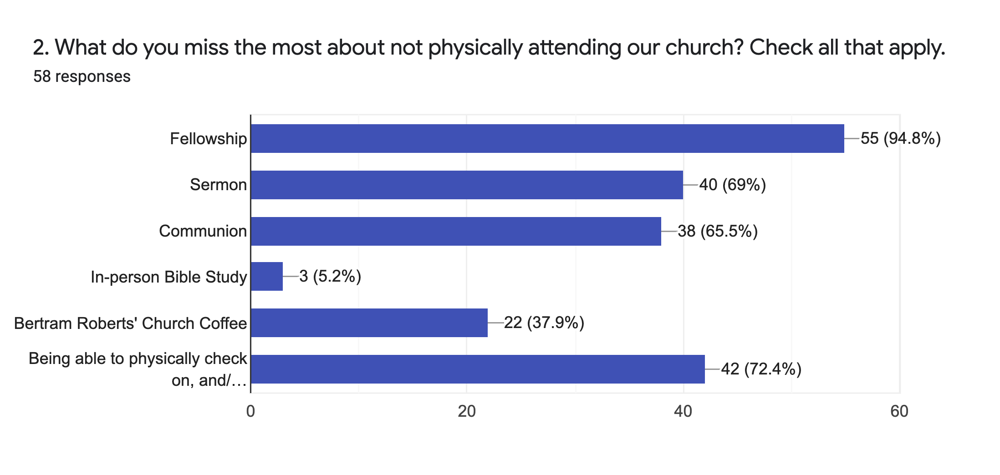 2. What do you miss the most about not physically attending our church? Check all that apply.
58 responses
Fellowship
55 (94.8%)
Sermon
40 (69%)
Communion
38 (65.5%)
In-person Bible Study
3 (5.2%)
Bertram Roberts' Church Coffee
22 (37.9%)
Being able to physically check
on, and/…
42 (72.4%)
0 20 40 60